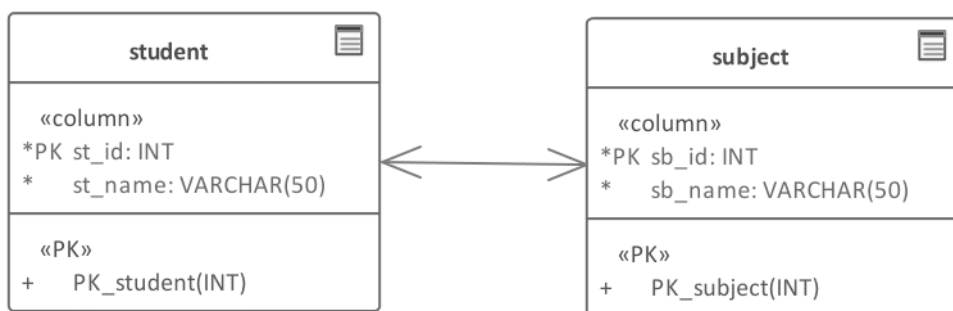 student
«column»
*PK st_id: INT
* st_name: VARCHAR(50)
«PK»
+ PK_student(INT)
subject
«column»
*PK sb_id: INT
* sb_name: VARCHAR(50)
«PK»
+ PK_subject(INT)